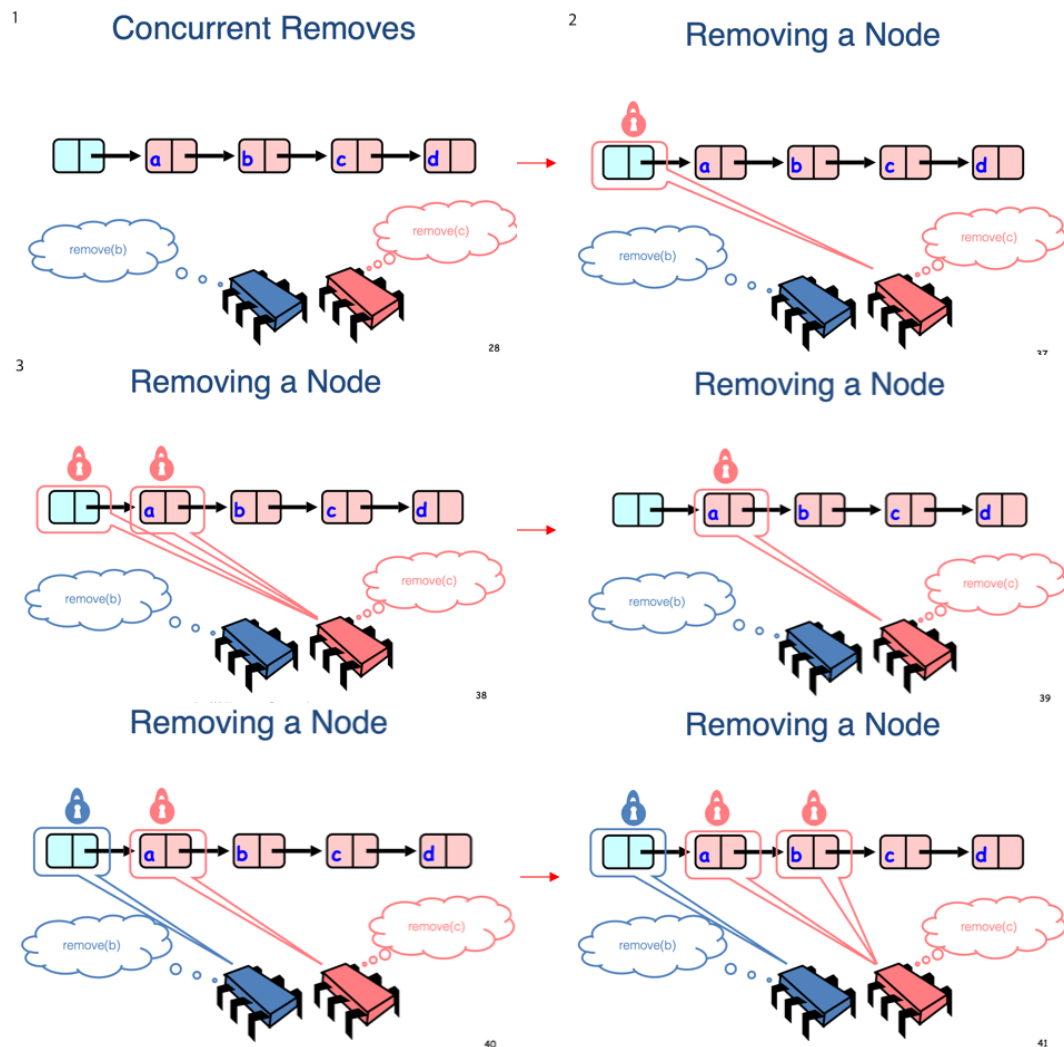 1
Concurrent Removes
a b c d
remove(b)
remove(c)
28
2
Removing a Node
a b c d
remove(b)
remove(c)
37
3
Removing a Node
a b c d
remove(b)
remove(c)
38
Removing a Node
a b c d
remove(b)
remove(c)
39
Removing a Node
a b c d
remove(b)
remove(c)
40
Removing a Node
a b c d
remove(b)
remove(c)
41